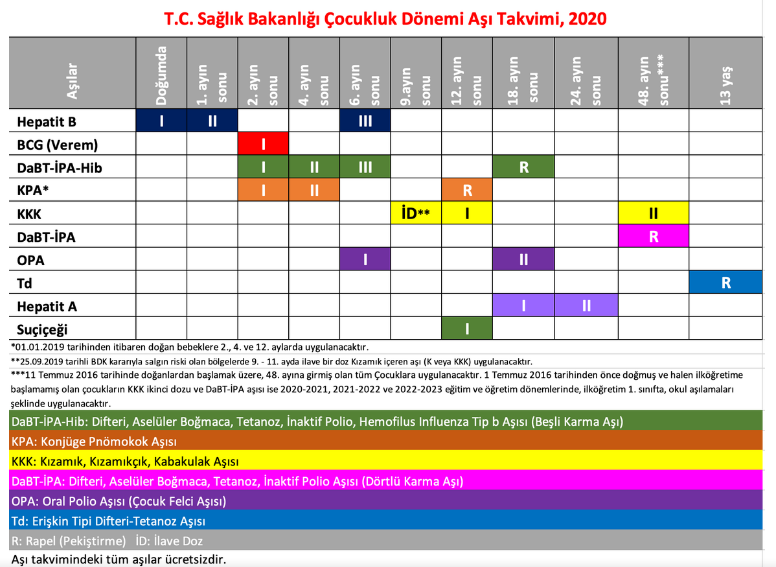 T.C. Sağlık Bakanlığı Çocukluk Dönemi Aşı Takvimi, 2020
Aşılar Doğumda 1. ayın sonu 2. ayın sonu 4. ayın sonu 6. ayın sonu 9.ayın sonu 12. ayın sonu 18. ayın sonu 24. ayın sonu 48. ayın sonu*** 13 yaş
Hepatit B I II III
BCG (Verem) I
DaBT-İPA-Hib I II III R
KPA* I II R
KKK İD** I II
DaBT-İPA R
OPA I II
Td R
Hepatit A I II
Suçiçeği I
*01.01.2019 tarihinden itibaren doğan bebeklere 2., 4. ve 12. aylarda uygulanacaktır.
**25.09.2019 tarihli BDK kararıyla salgın riski olan bölgelerde 9. - 11. ayda ilave bir doz Kızamık içeren aşı (K veya KKK) uygulanacaktır.
***11 Temmuz 2016 tarihinde doğanlardan başlamak üzere, 48. ayına girmiş olan tüm Çocuklara uygulanacaktır. 1 Temmuz 2016 tarihinden önce doğmuş ve halen ilköğretime
başlamamış olan çocukların KKK ikinci dozu ve DaBT-İPA aşısı ise 2020-2021, 2021-2022 ve 2022-2023 eğitim ve öğretim dönemlerinde, ilköğretim 1. sınıfta, okul aşılamaları
şeklinde uygulanacaktır.
DaBT-İPA-Hib: Difteri, Aselüler Boğmaca, Tetanoz, İnaktif Polio, Hemofilus Influenza Tip b Aşısı (Beşli Karma Aşı)
KPA: Konjüge Pnömokok Aşısı
KKK: Kızamık, Kızamıkçık, Kabakulak Aşısı
DaBT-İPA: Difteri, Aselüler Boğmaca, Tetanoz, İnaktif Polio Aşısı (Dörtlü Karma Aşı)
OPA: Oral Polio Aşısı (Çocuk Felci Aşısı)
Td: Erişkin Tipi Difteri-Tetanoz Aşısı
R: Rapel (Pekiştirme) İD: İlave Doz
Aşı takvimindeki tüm aşılar ücretsizdir.